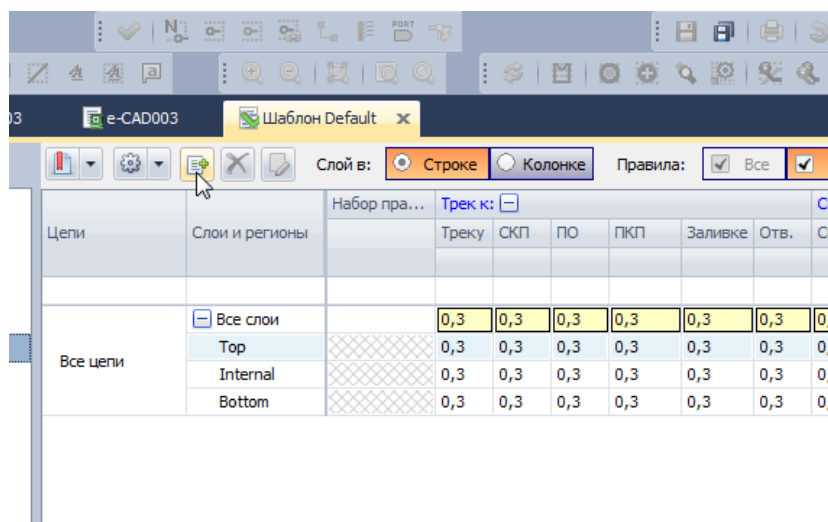 PORT
03 e-CAD003 Шаблон Default
Слой в: Строке Колонке Правила: Все
Цепи Слои и регионы Набор пра... Трек к:
Треку СКП ПО ПКП Заливке Отв.
Все цепи
Все слои 0,3 0,3 0,3 0,3 0,3 0,3
Top 0,3 0,3 0,3 0,3 0,3 0,3
Internal 0,3 0,3 0,3 0,3 0,3 0,3
Bottom 0,3 0,3 0,3 0,3 0,3 0,3